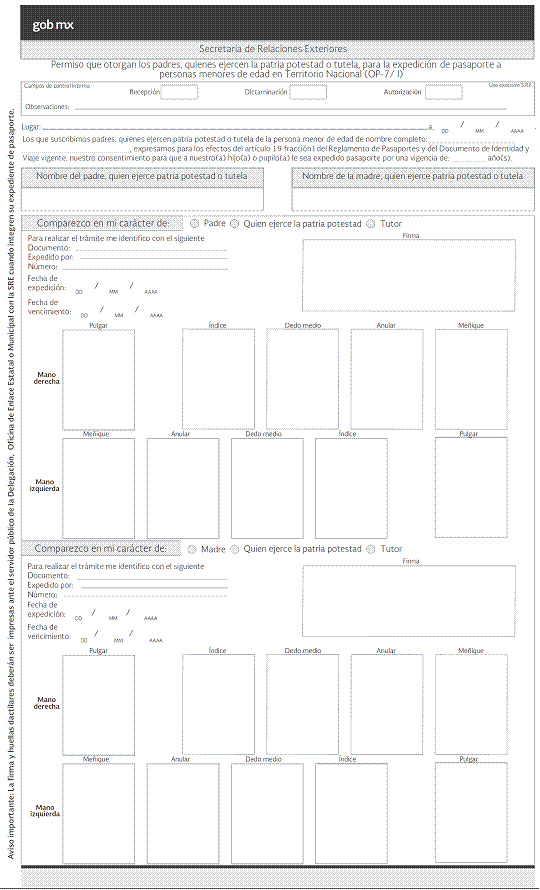 gob.mx
Secretaría de Relaciones Exteriores
Permiso que otorgan los padres, quienes ejercen la patria potestad o tutela, para la expedición de pasaporte a
personas menores de edad en Territorio Nacional (OP-7/ I)
Campos de control interno
Uso exclusivo S.R.E.
Recepción
Dictaminación
Autorización
Observaciones:
Lugar: a, / /
DD MM AAAA
Los que suscribimos padres, quienes ejercen patria potestad o tutela de la persona menor de edad de nombre completo:
, expresamos para los efectos del artículo 19 fracción I del Reglamento de Pasaportes y del Documento de Identidad y
Viaje vigente, nuestro consentimiento para que a nuestro(a) hijo(a) o pupilo(a) le sea expedido pasaporte por una vigencia de: año(s).
Nombre del padre, quien ejerce patria potestad o tutela
Nombre de la madre, quien ejerce patria potestad o tutela
Comparezco en mi carácter de: Padre Quien ejerce la patria potestad Tutor
Para realizar el trámite me identifico con el siguiente
Firma
Documento:
Expedido por:
Número:
Fecha de
expedición: / /
DD MM AAAA
Fecha de
vencimiento: / /
DD MM AAAA
Pulgar Índice Dedo medio Anular Meñique
Mano
derecha
Meñique Anular Dedo medio Índice Pulgar
Mano
izquierda
Comparezco en mi carácter de: Madre Quien ejerce la patria potestad Tutor
Para realizar el trámite me identifico con el siguiente
Firma
Documento:
Expedido por:
Número:
Fecha de
expedición: / /
DD MM AAAA
Fecha de
vencimiento: / /
DD MM AAAA
Pulgar Índice Dedo medio Anular Meñique
Mano
derecha
Meñique Anular Dedo medio Índice Pulgar
Mano
izquierda
Aviso importante: La firma y huellas dactilares deberán ser impresas ante el servidor público de la Delegación, Oficina de Enlace Estatal o Municipal con la SRE cuando integren su expediente de pasaporte.